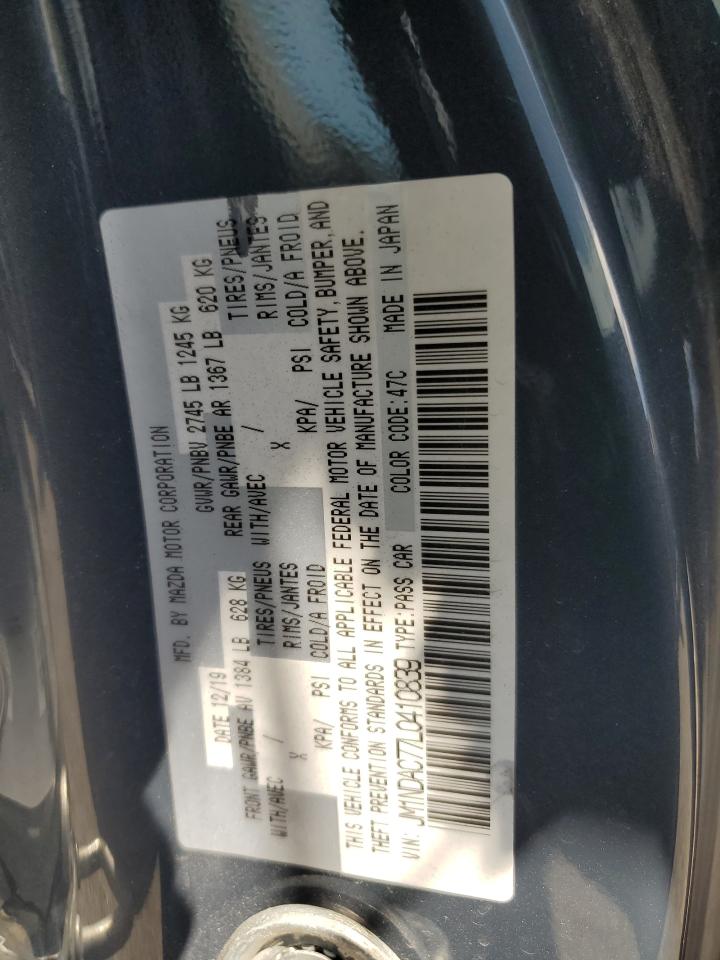 MFD. BY MAZDA MOTOR CORPORATION
DATE 12/19 GVWR/PNBV 2745 LB 1245 KG
FRONT GAWR/PNBE AV 1384 LB 628 KG REAR GAWR/PNBE AR 1367 LB 620 KG
WITH/AVEC / TIRES/PNEUS WITH/AVEC / TIRES/PNEUS
X RIMS/JANTES X RIMS/JANTES
KPA/ PSI COLD/A FROID KPA/ PSI COLD/A FROID
THIS VEHICLE CONFORMS TO ALL APPLICABLE FEDERAL MOTOR VEHICLE SAFETY, BUMPER, AND
THEFT PREVENTION STANDARDS IN EFFECT ON THE DATE OF MANUFACTURE SHOWN ABOVE.
VIN: JM1NDAC77L0410839 TYPE:PASS CAR COLOR CODE:47C MADE IN JAPAN